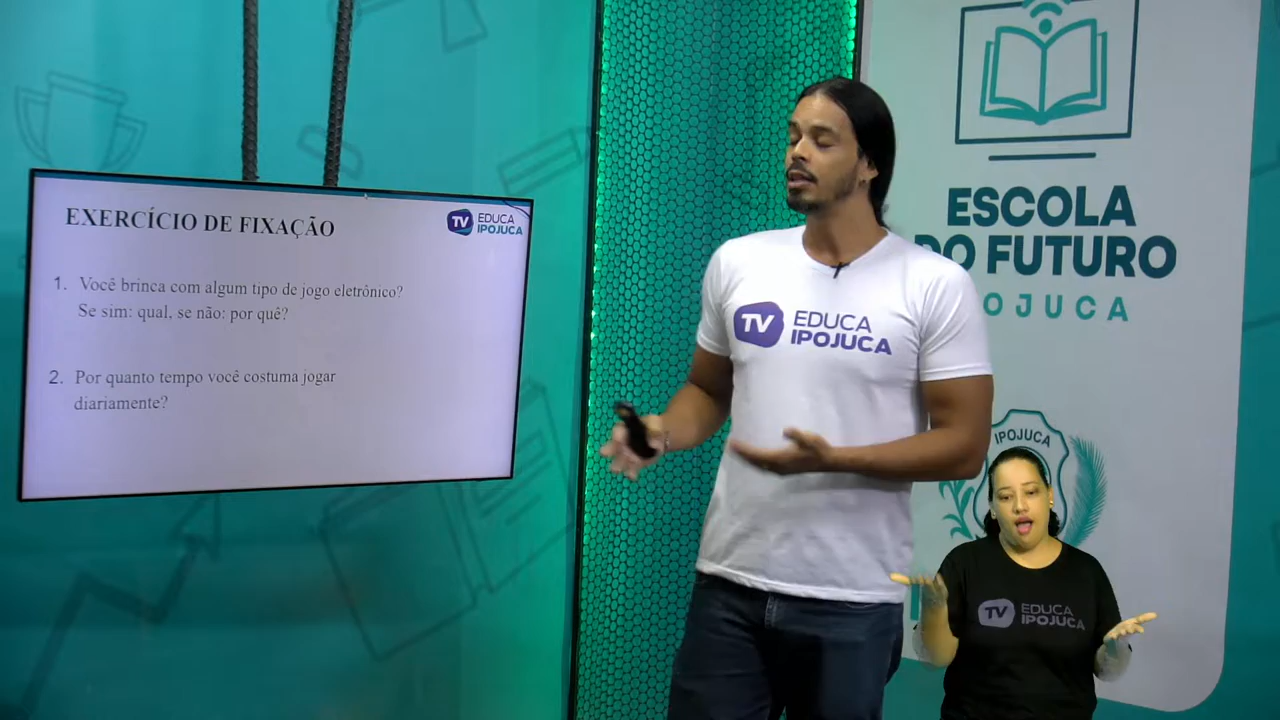 EXERCÍCIO DE FIXAÇÃO
TV EDUCA
IPOJUCA
1. Você brinca com algum tipo de jogo eletrônico?
Se sim: qual, se não: por quê?
2. Por quanto tempo você costuma jogar
diariamente?
TV EDUCA
IPOJUCA
ESCOLA
DO FUTURO
IPOJUCA
IPOJUCA
TV EDUCA
IPOJUCA